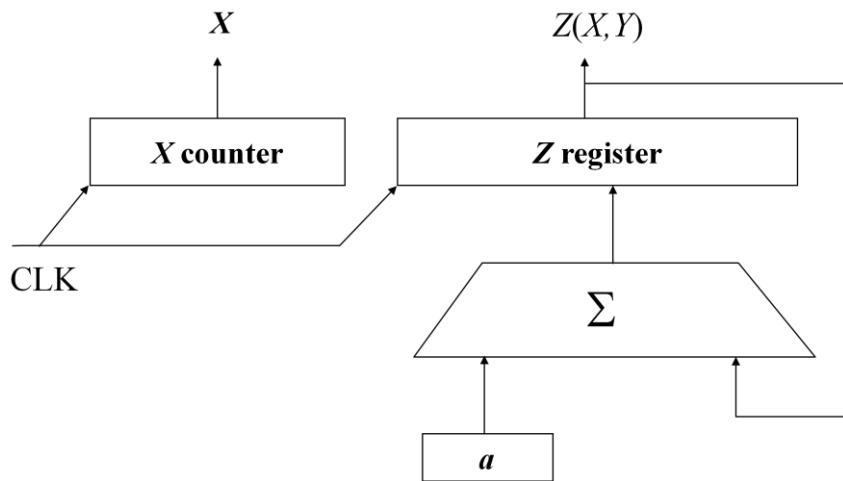 X
Z(X,Y)
X counter
Z register
CLK
Σ
a